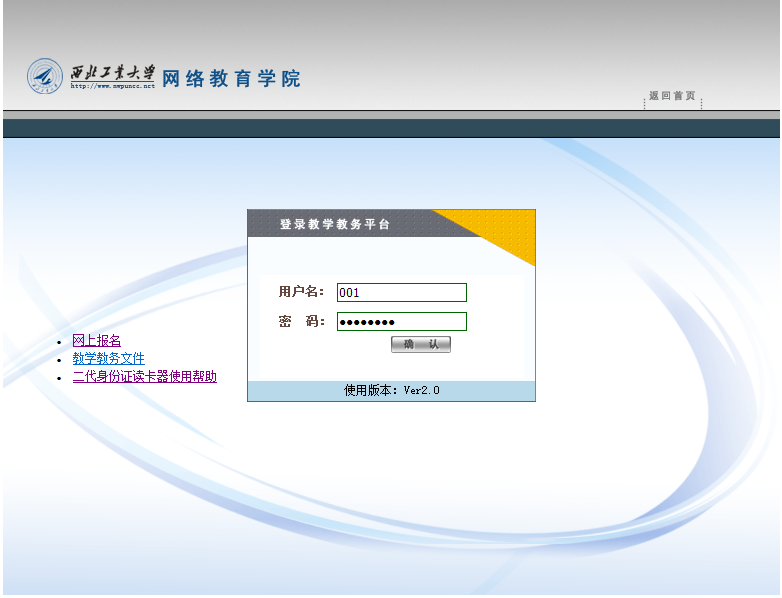 西北工业大学 网络教育学院
http://www.nwpuncc.net
返回首页
登录教学教务平台
用户名： 001
密 码： ●●●●●●●●
确 认
网上报名
教学教务文件
二代身份证读卡器使用帮助
使用版本：Ver2.0